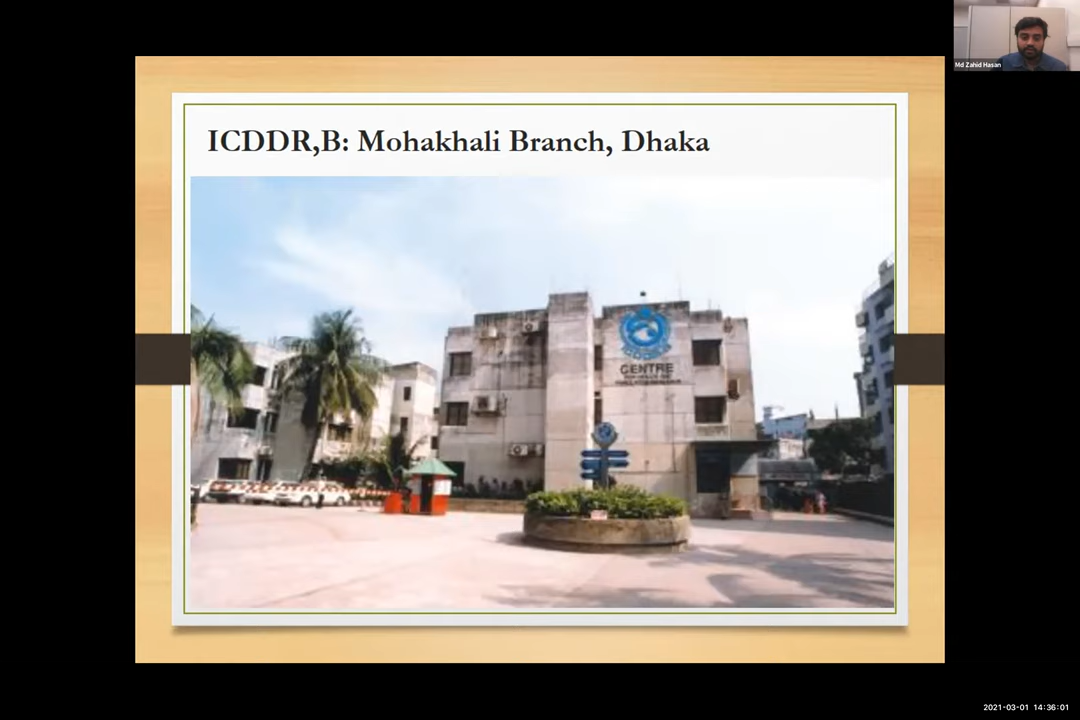 Md Zahid Hasan
ICDDR,B: Mohakhali Branch, Dhaka
CENTRE
2021-03-01 14:36:01